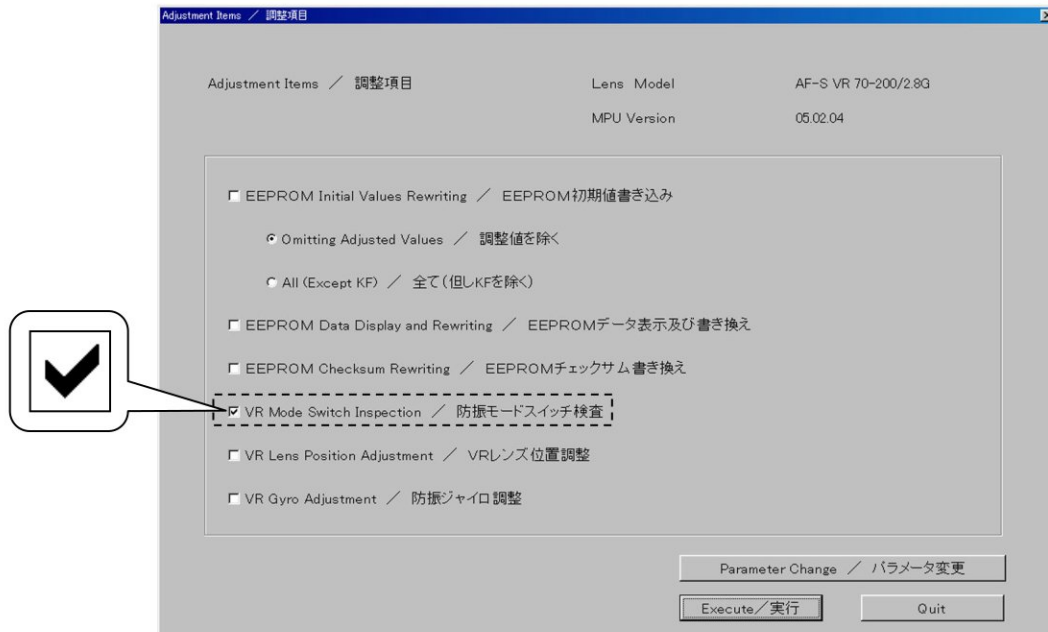 Adjustment Items ／ 調整項目
Adjustment Items ／ 調整項目 Lens Model AF-S VR 70-200/2.8G
MPU Version 05.02.04
EEPROM Initial Values Rewriting ／ EEPROM初期値書き込み
Omitting Adjusted Values ／ 調整値を除く
All (Except KF) ／ 全て(但しKFを除く)
EEPROM Data Display and Rewriting ／ EEPROMデータ表示及び書き換え
EEPROM Checksum Rewriting ／ EEPROMチェックサム書き換え
VR Mode Switch Inspection ／ 防振モードスイッチ検査
VR Lens Position Adjustment ／ VRレンズ位置調整
VR Gyro Adjustment ／ 防振ジャイロ調整
Parameter Change ／ パラメータ変更
Execute／実行 Quit